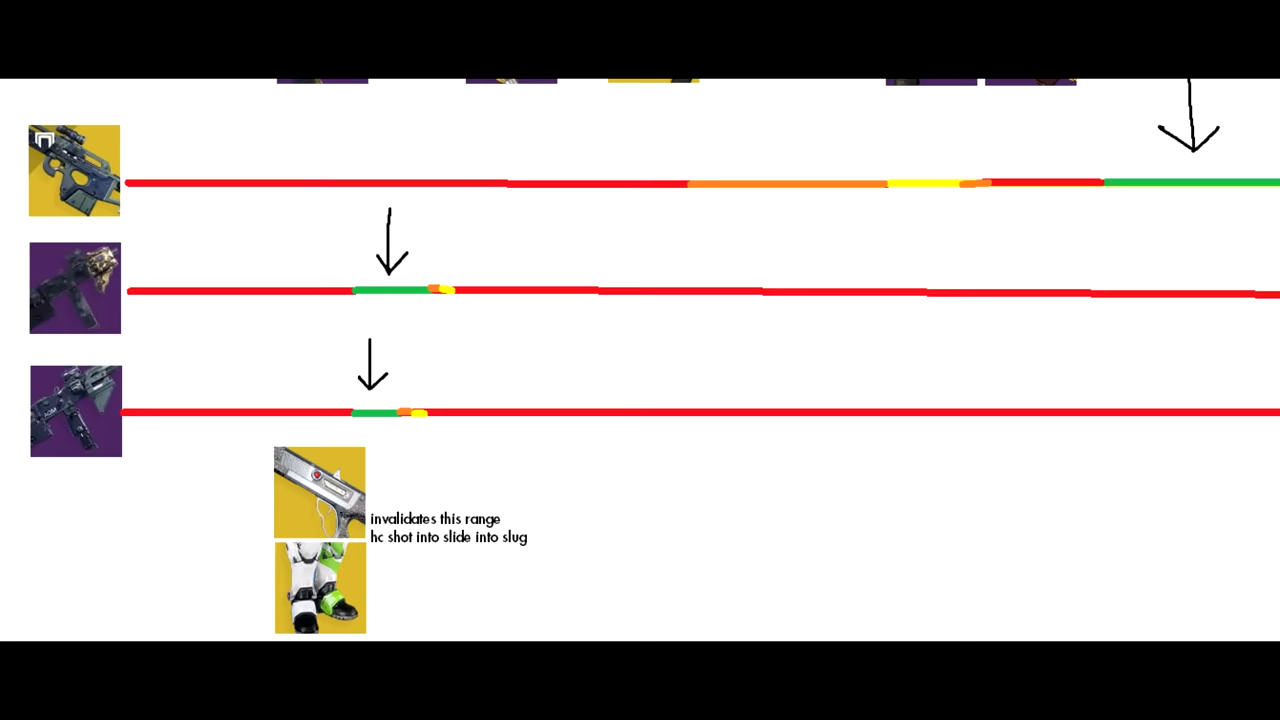 invalidates this range
hc shot into slide into slug